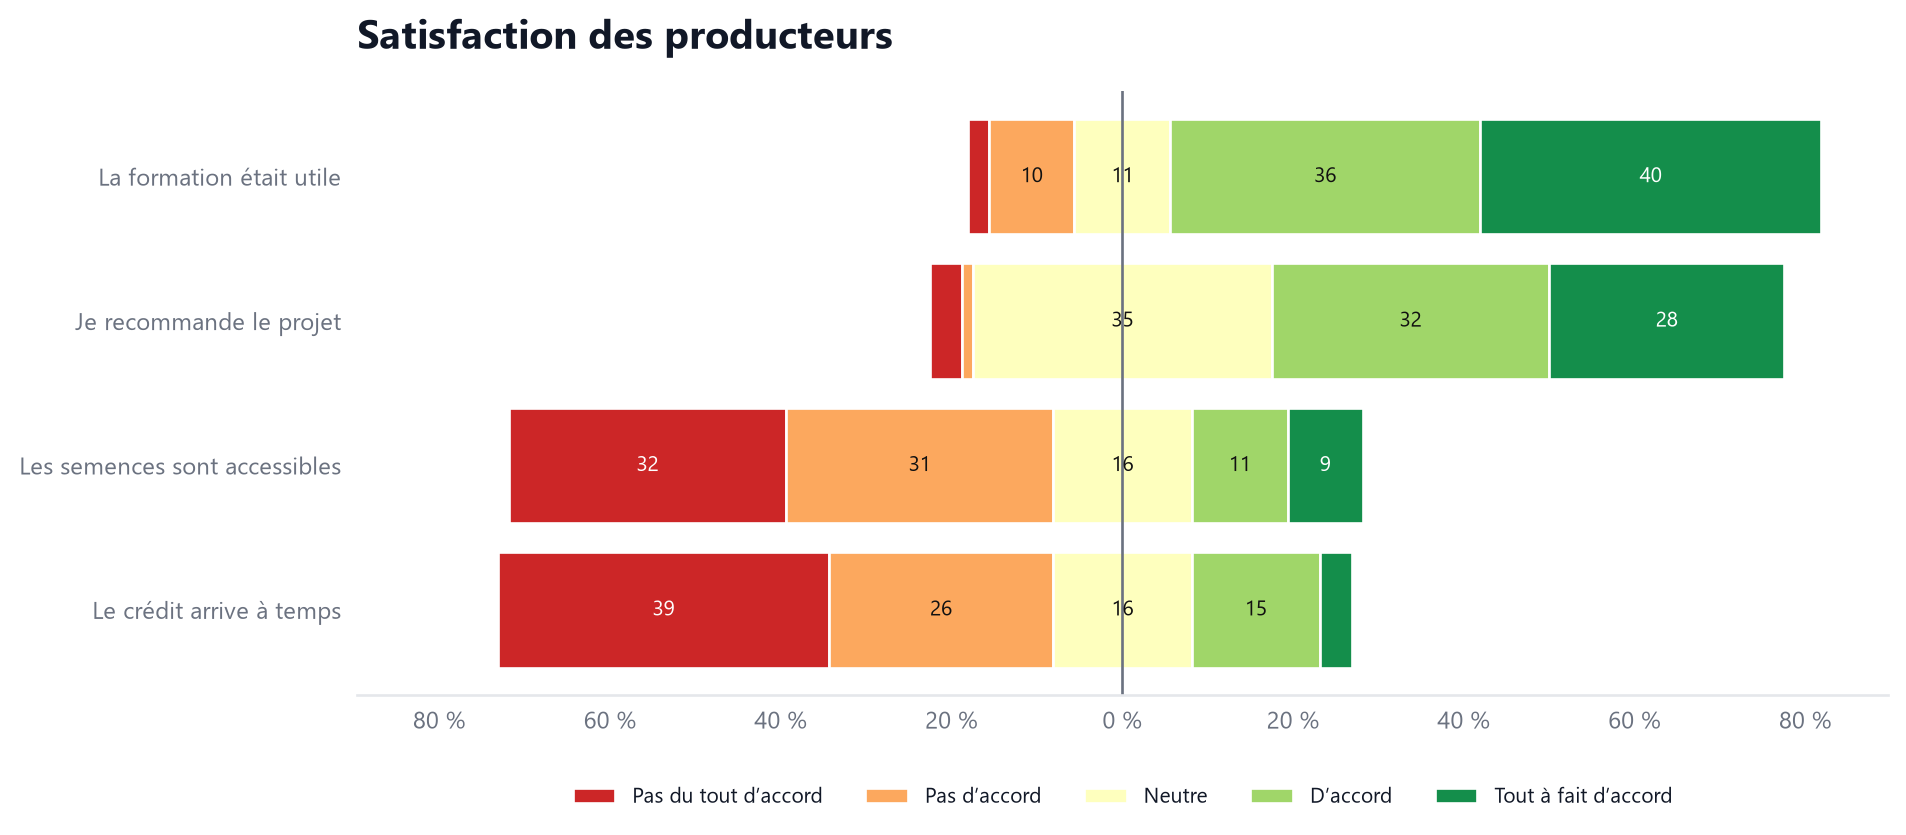 Satisfaction des producteurs
La formation était utile
10 11 36 40
Je recommande le projet
35 32 28
Les semences sont accessibles
32 31 16 11 9
Le crédit arrive à temps
39 26 16 15
80 % 60 % 40 % 20 % 0 % 20 % 40 % 60 % 80 %
Pas du tout d’accord Pas d’accord Neutre D’accord Tout à fait d’accord